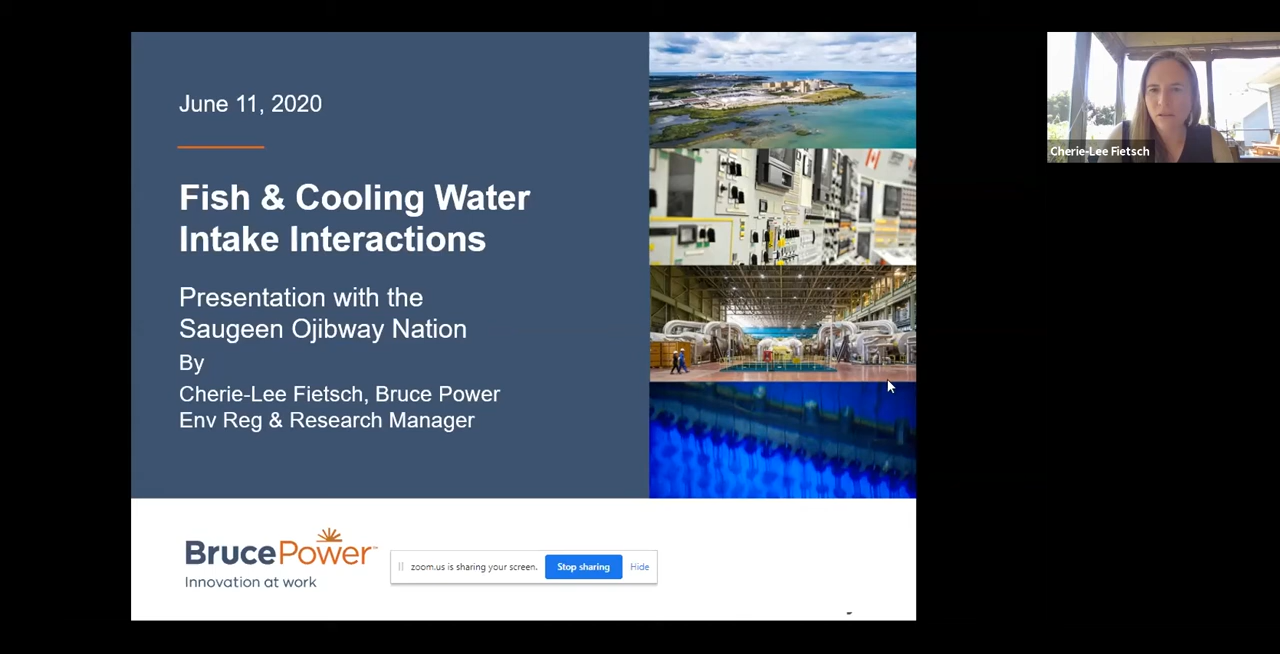 June 11, 2020
Fish & Cooling Water
Intake Interactions
Presentation with the
Saugeen Ojibway Nation
By
Cherie-Lee Fietsch, Bruce Power
Env Reg & Research Manager
BrucePower™
Innovation at work
zoom.us is sharing your screen.
Stop sharing
Hide
Cherie-Lee Fietsch